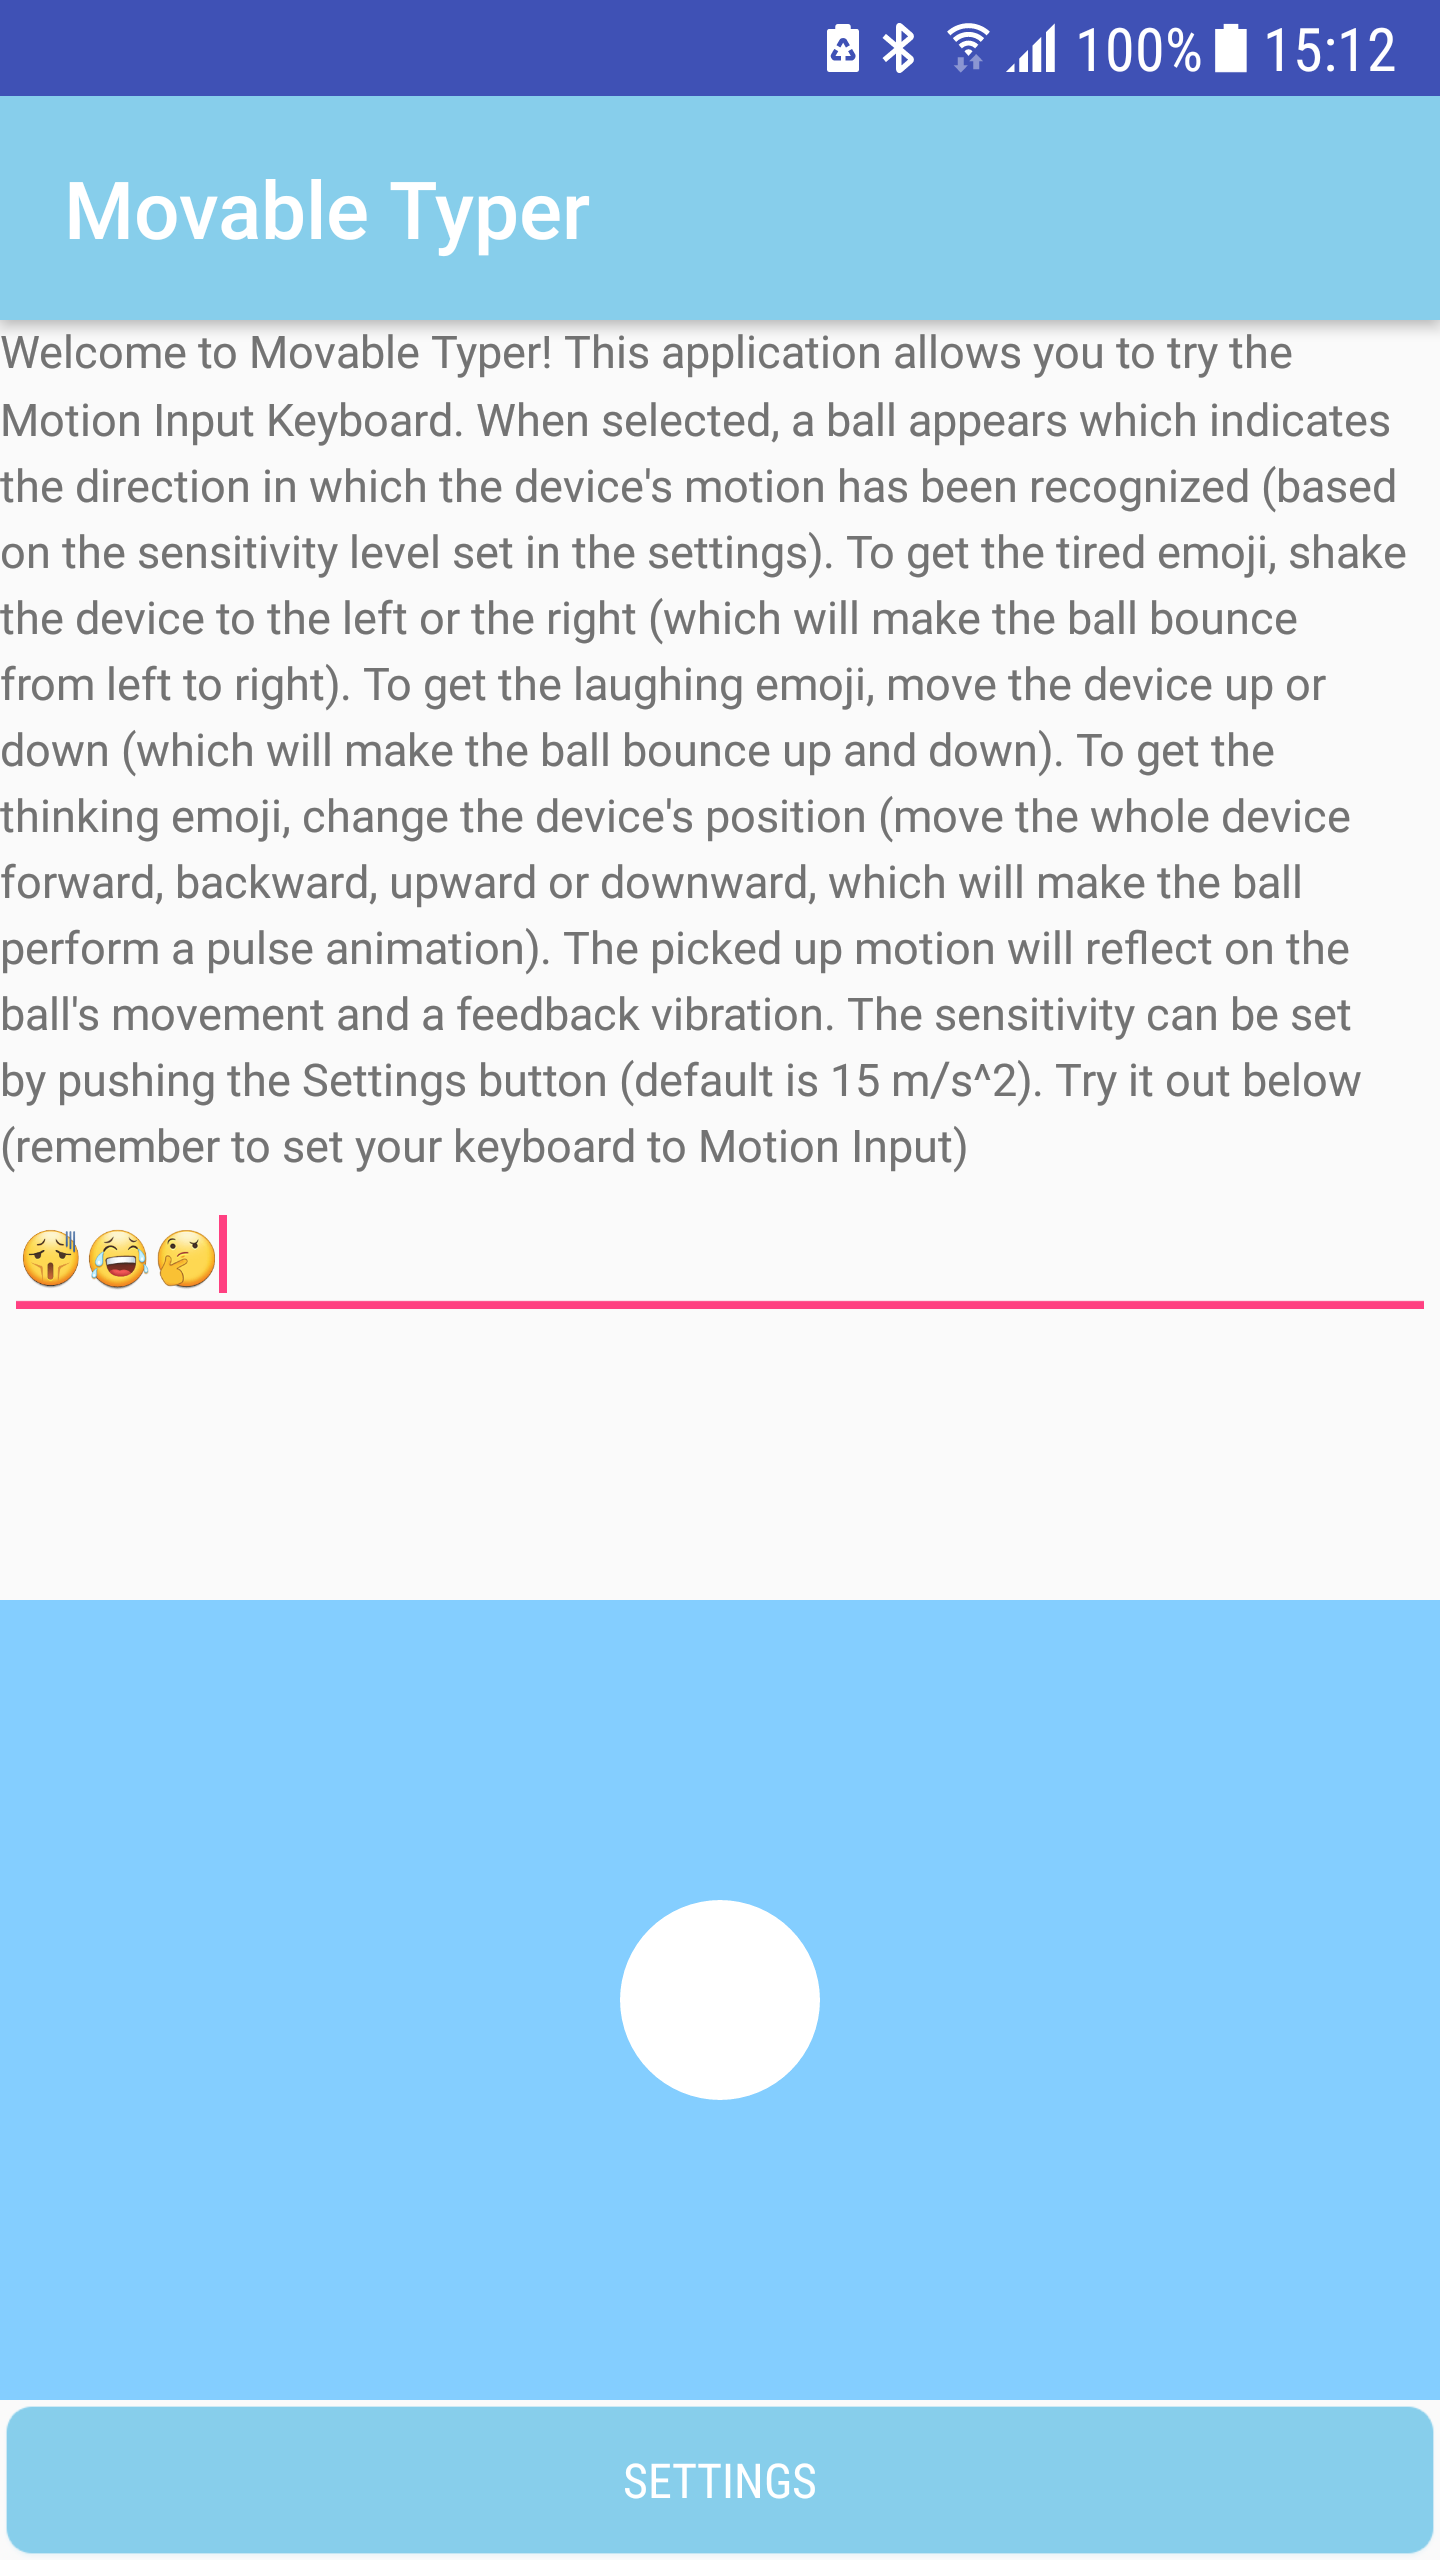 100% 15:12
Movable Typer
Welcome to Movable Typer! This application allows you to try the
Motion Input Keyboard. When selected, a ball appears which indicates
the direction in which the device's motion has been recognized (based
on the sensitivity level set in the settings). To get the tired emoji, shake
the device to the left or the right (which will make the ball bounce
from left to right). To get the laughing emoji, move the device up or
down (which will make the ball bounce up and down). To get the
thinking emoji, change the device's position (move the whole device
forward, backward, upward or downward, which will make the ball
perform a pulse animation). The picked up motion will reflect on the
ball's movement and a feedback vibration. The sensitivity can be set
by pushing the Settings button (default is 15 m/s^2). Try it out below
(remember to set your keyboard to Motion Input)
😫😂🤔
SETTINGS